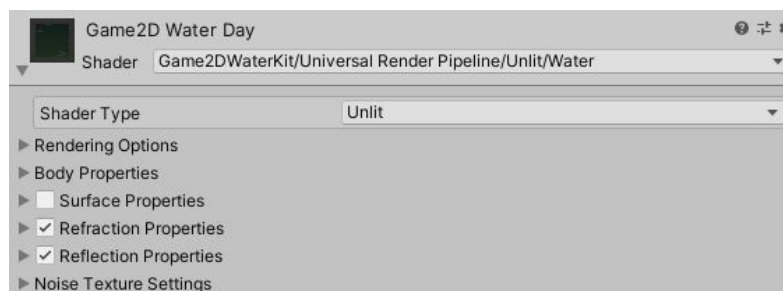 Game2D Water Day
Shader Game2DWaterKit/Universal Render Pipeline/Unlit/Water
Shader Type Unlit
Rendering Options
Body Properties
Surface Properties
Refraction Properties
Reflection Properties
Noise Texture Settings